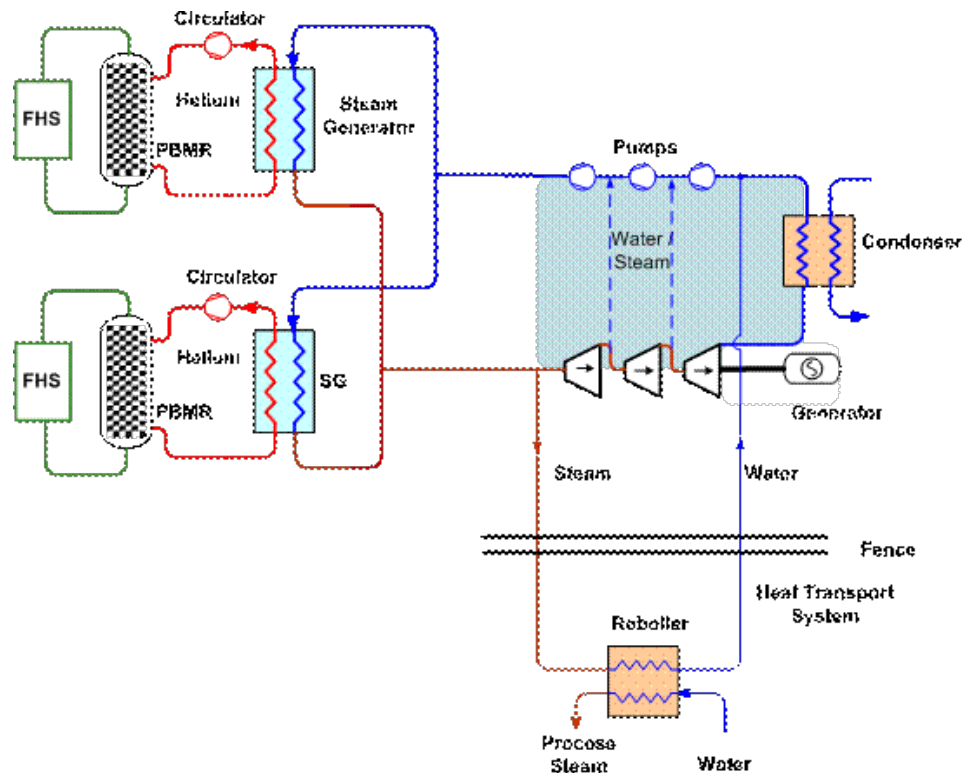 Circulator
FHS
Helium
Steam
Generator
PBMR
Pumps
Water /
Steam
Condenser
Circulator
FHS
Helium
SG
PBMR
S
Generator
Steam
Water
Fence
Heat Transport
System
Reboiler
Process
Steam
Water